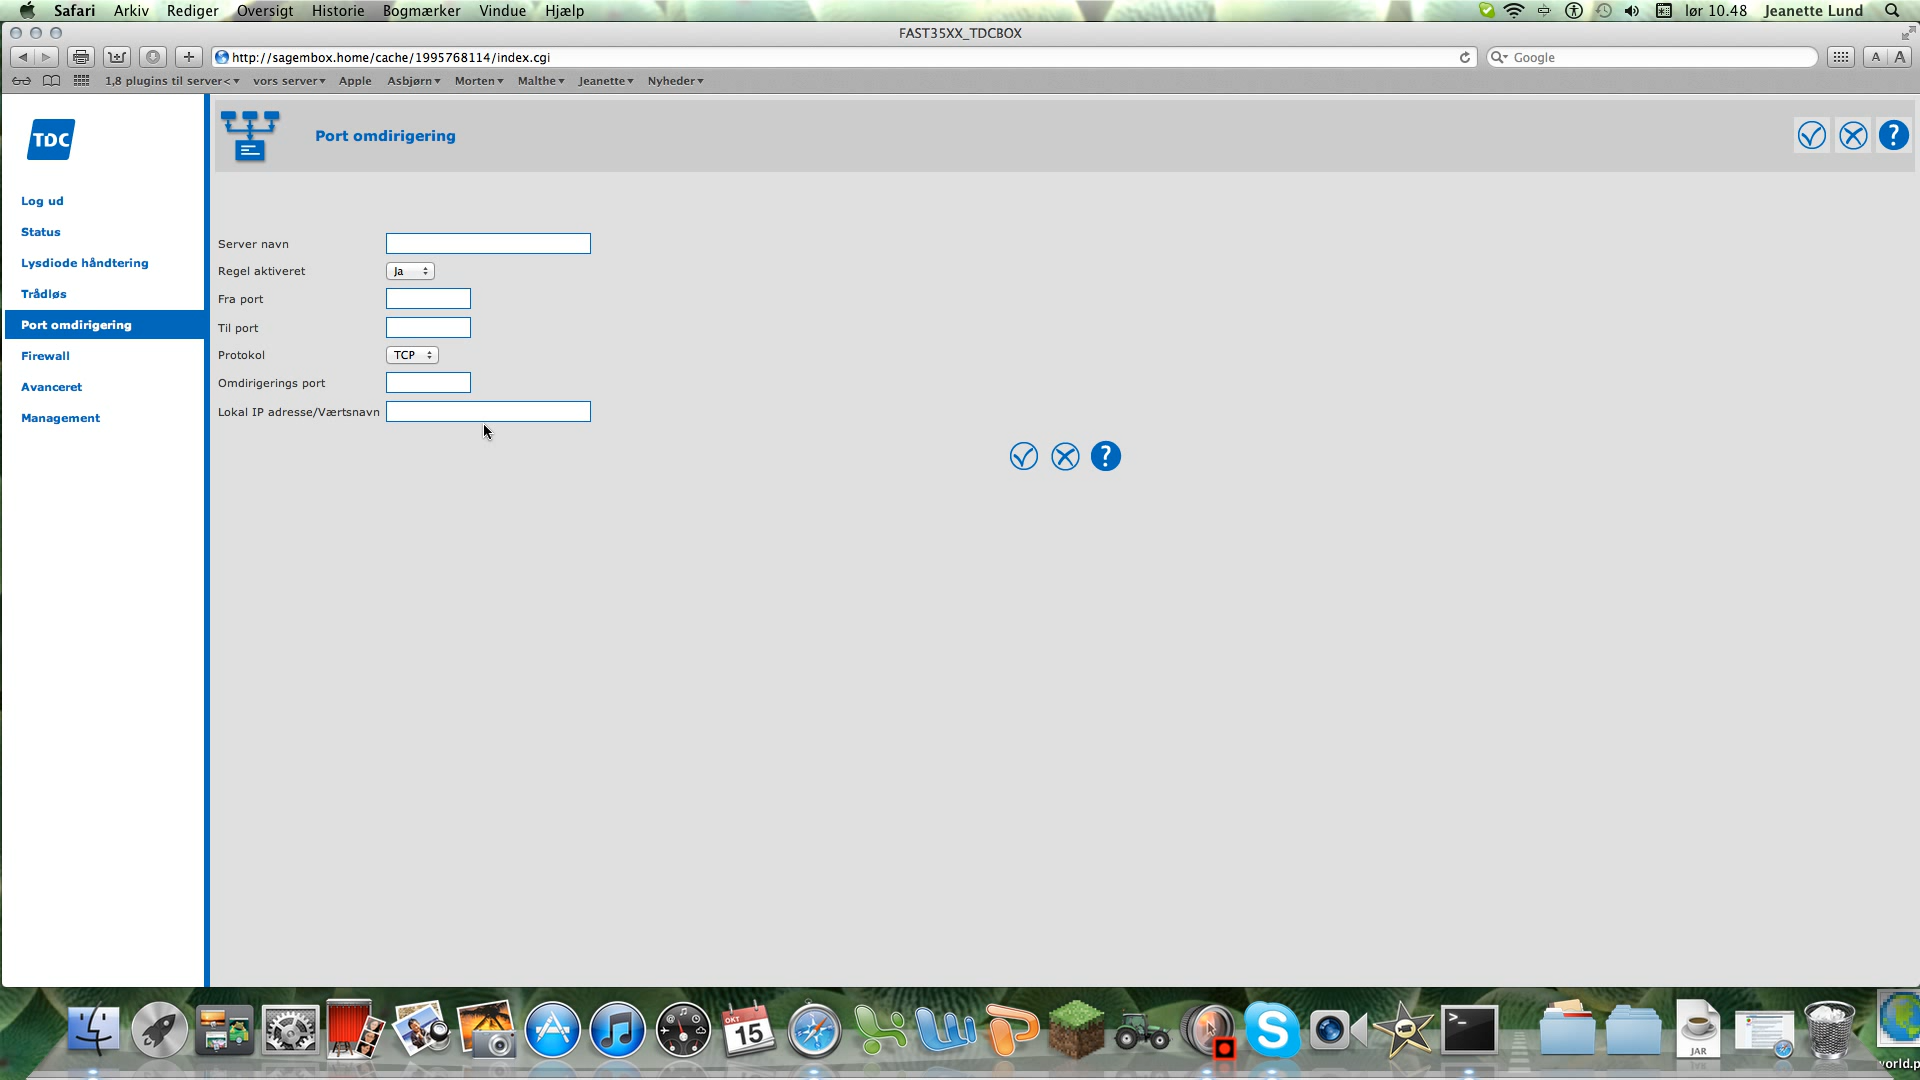 Safari Arkiv Rediger Oversigt Historie Bogmærker Vindue Hjælp lør 10.48 Jeanette Lund
FAST35XX_TDCBOX
http://sagembox.home/cache/1995768114/index.cgi Google A A
1,8 plugins til server< vors server Apple Asbjørn Morten Malthe Jeanette Nyheder
TDC
Port omdirigering ?
Log ud
Status
Lysdiode håndtering
Trådløs
Port omdirigering
Firewall
Avanceret
Management
Server navn
Regel aktiveret Ja
Fra port
Til port
Protokol TCP
Omdirigerings port
Lokal IP adresse/Værtsnavn
?
OKT
15
>_
JAR
world.p